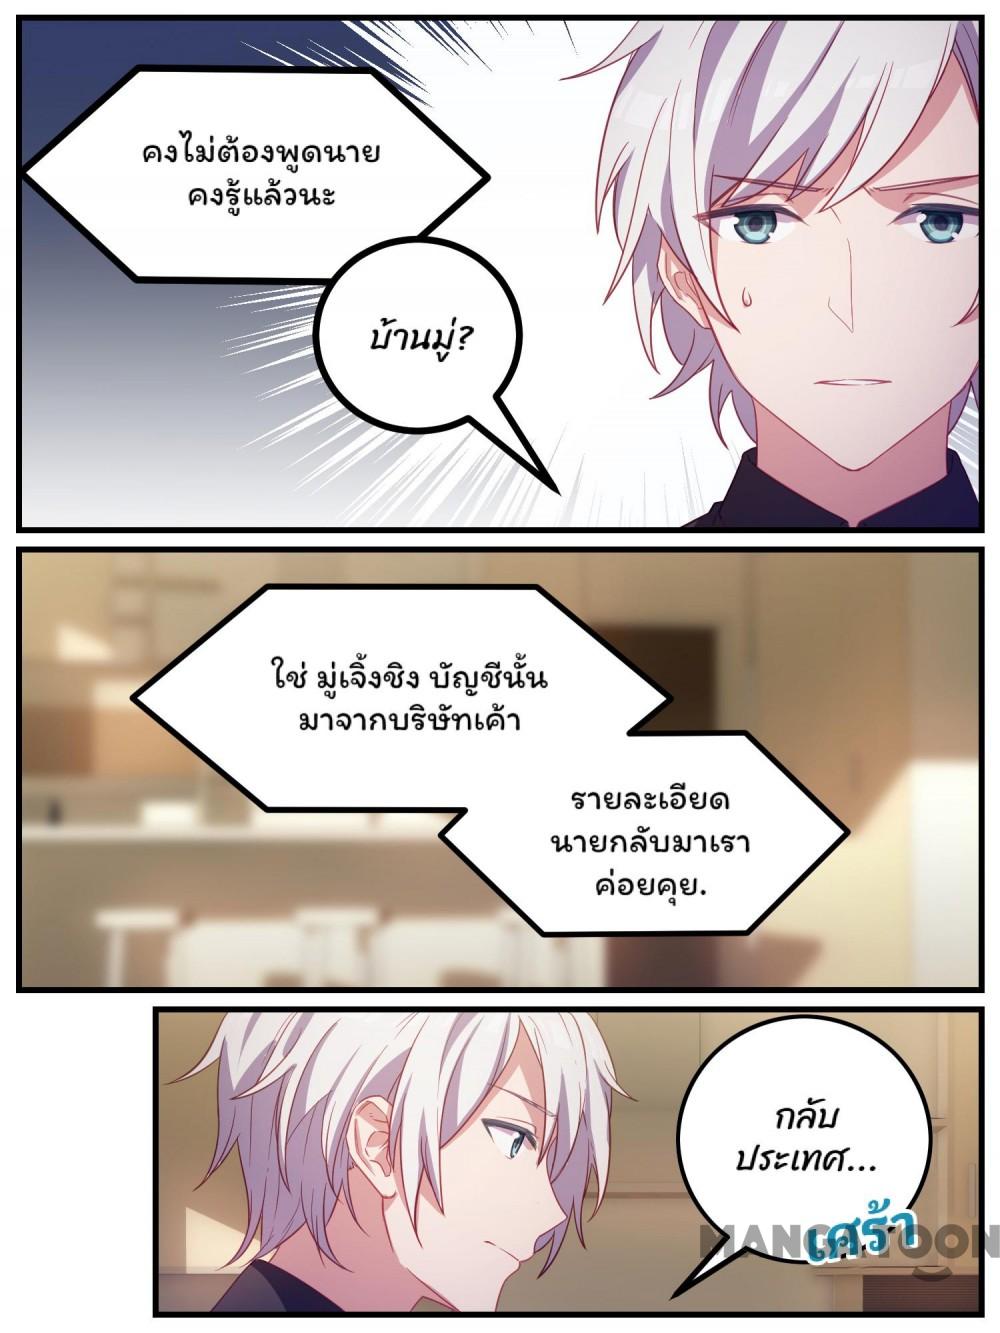 คงไม่ต้องพูดนาย
คงรู้แล้วนะ
บ้านมู่?
ใช่ มู่เจิ้งชิง บัญชีนั้น
มาจากบริษัทเค้า
รายละเอียด
นายกลับมาเรา
ค่อยคุย.
กลับ
ประเทศ...
เศร้า
MANGATOON